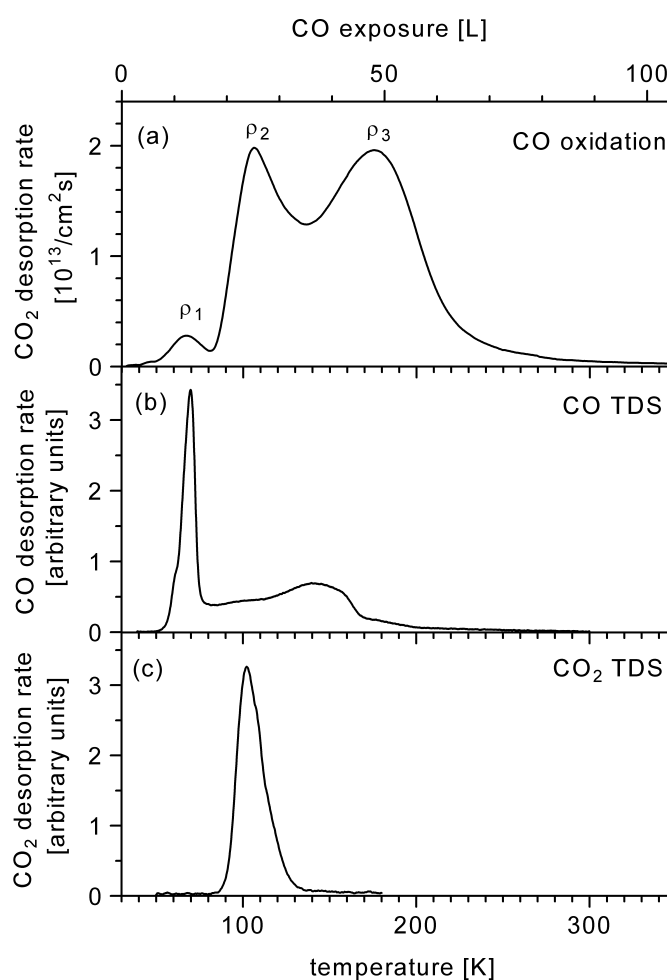 CO exposure [L]
0 50 100
(a) ρ1 ρ2 ρ3 CO oxidation
CO2 desorption rate
[10^13/cm^2s]
2
1
0
(b) CO TDS
CO desorption rate
[arbitrary units]
3
2
1
0
(c) CO2 TDS
CO2 desorption rate
[arbitrary units]
3
2
1
0
100 200 300
temperature [K]